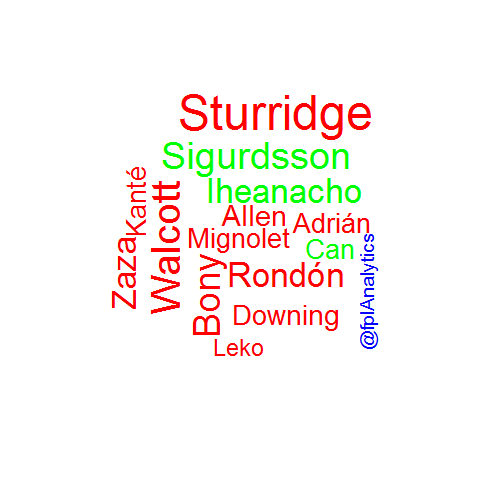 Sturridge
Sigurdsson
Iheanacho
Kanté
Allen
Adrián
Walcott
Mignolet
Can
Zaza
Bony
Rondón
@fplAnalytics
Downing
Leko